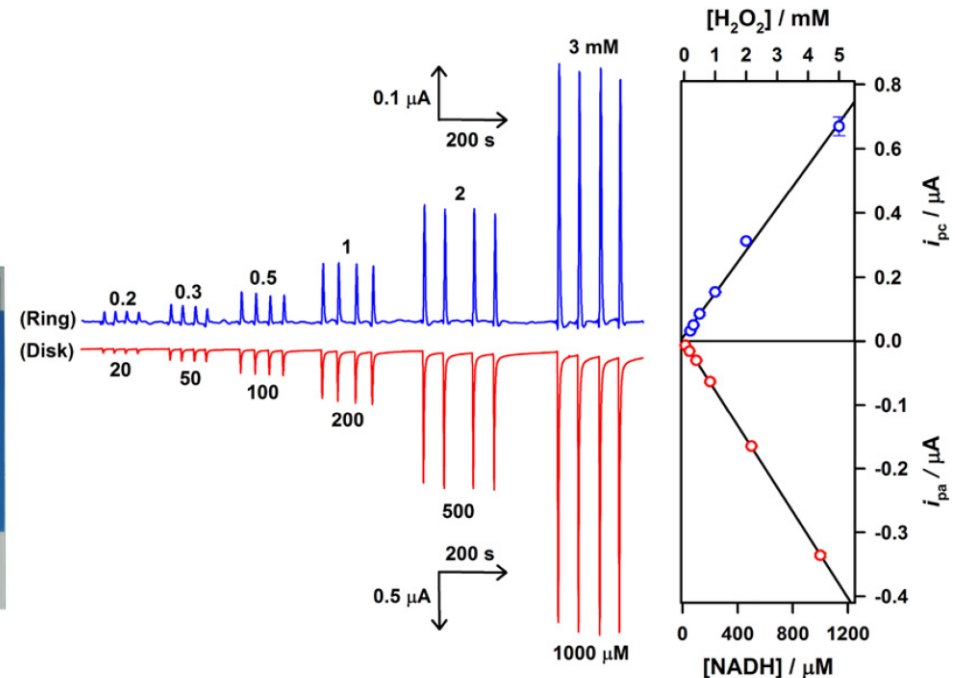 [H2O2] / mM
0 1 2 3 4 5
3 mM
0.1 µA
200 s
2
1
0.5
0.3
0.2
(Ring)
(Disk)
20
50
100
200
500
200 s
0.5 µA
1000 µM
0.8
0.6
0.4
0.2
0.0
-0.1
-0.2
-0.3
-0.4
ipc / µA
ipa / µA
0 400 800 1200
[NADH] / µM